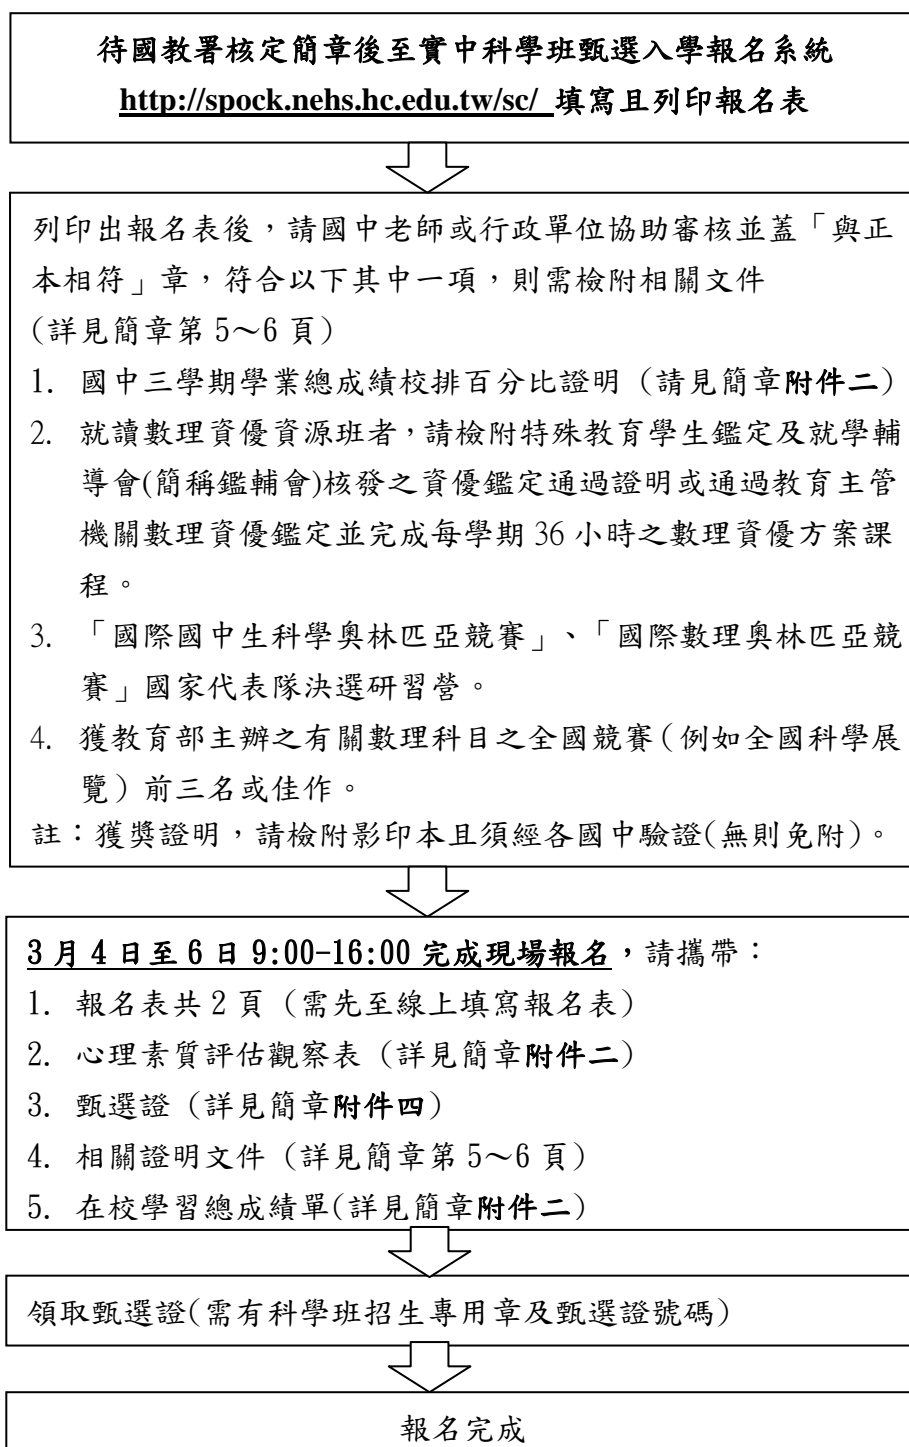 待國教署核定簡章後至實中科學班甄選入學報名系統
http://spock.nehs.hc.edu.tw/sc/ 填寫且列印報名表
列印出報名表後，請國中老師或行政單位協助審核並蓋「與正
本相符」章，符合以下其中一項，則需檢附相關文件
(詳見簡章第 5～6 頁)
1. 國中三學期學業總成績校排百分比證明 (請見簡章附件二)
2. 就讀數理資優資源班者，請檢附特殊教育學生鑑定及就學輔
導會(簡稱鑑輔會)核發之資優鑑定通過證明或通過教育主管
機關數理資優鑑定並完成每學期 36 小時之數理資優方案課
程。
3. 「國際國中生科學奧林匹亞競賽」、「國際數理奧林匹亞競
賽」國家代表隊決選研習營。
4. 獲教育部主辦之有關數理科目之全國競賽(例如全國科學展
覽) 前三名或佳作。
註：獲獎證明，請檢附影印本且須經各國中驗證(無則免附)。
3 月 4 日至 6 日 9:00-16:00 完成現場報名，請攜帶：
1. 報名表共 2 頁 (需先至線上填寫報名表)
2. 心理素質評估觀察表 (詳見簡章附件二)
3. 甄選證 (詳見簡章附件四)
4. 相關證明文件 (詳見簡章第 5～6 頁)
5. 在校學習總成績單(詳見簡章附件二)
領取甄選證(需有科學班招生專用章及甄選證號碼)
報名完成